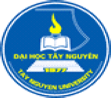 ĐẠI HỌC TÂY NGUYÊN
1977
TAY NGUYEN UNIVERSITY